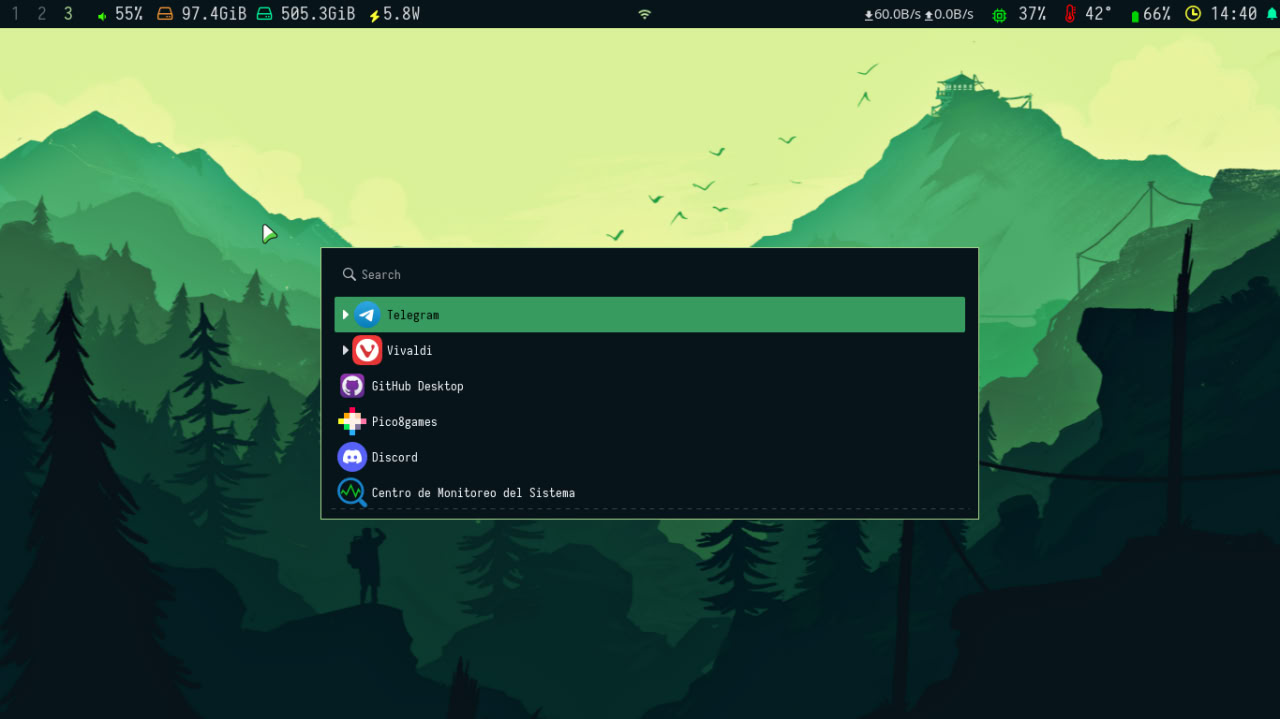 1 2 3 55% 97.4GiB 505.3GiB 5.8W 60.0B/s 0.0B/s 37% 42° 66% 14:40
Search
Telegram
Vivaldi
GitHub Desktop
Pico8games
Discord
Centro de Monitoreo del Sistema